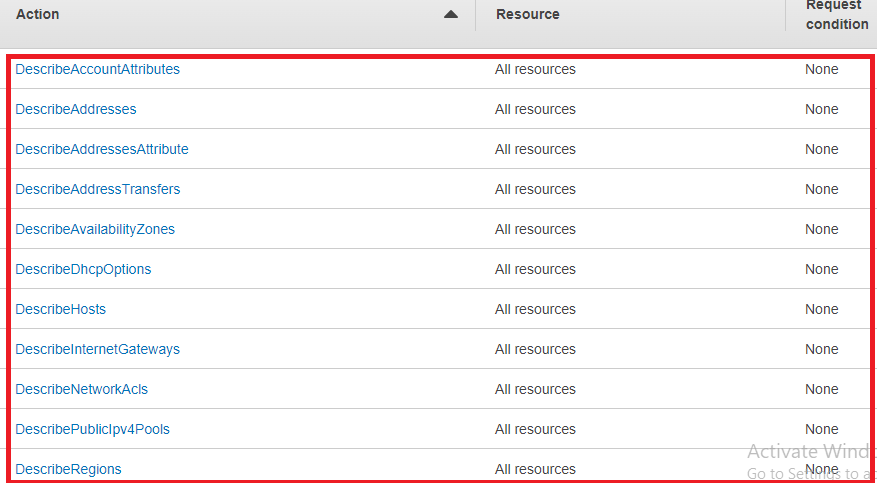 Action Resource Request
condition
DescribeAccountAttributes All resources None
DescribeAddresses All resources None
DescribeAddressesAttribute All resources None
DescribeAddressTransfers All resources None
DescribeAvailabilityZones All resources None
DescribeDhcpOptions All resources None
DescribeHosts All resources None
DescribeInternetGateways All resources None
DescribeNetworkAcls All resources None
DescribePublicIpv4Pools All resources None
Activate Wind
DescribeRegions All resources None
Go to Settings to a